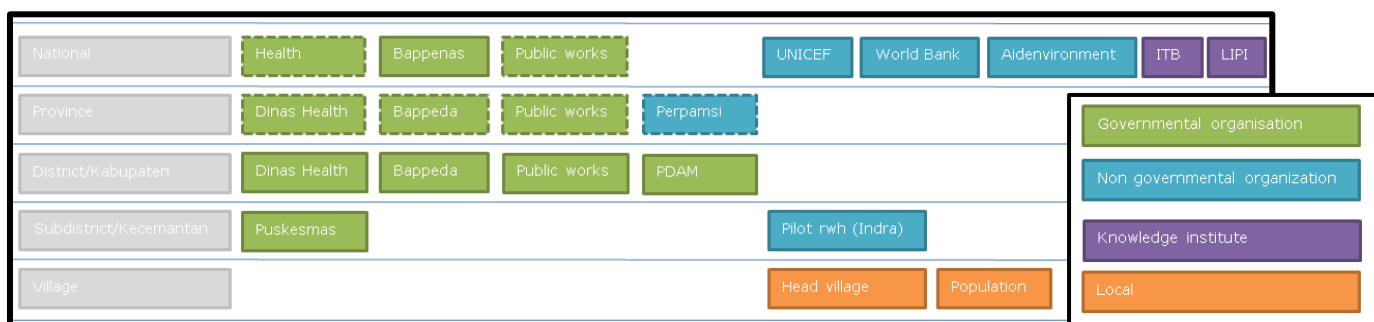 National Health Bappenas Public works UNICEF World Bank Aidenvironment ITB LIPI
Province Dinas Health Bappeda Public works Perpamsi
District/Kabupaten Dinas Health Bappeda Public works PDAM
Subdistrict/Kecemantan Puskesmas Pilot rwh (Indra)
Village Head village Population
Governmental organisation
Non governmental organization
Knowledge institute
Local